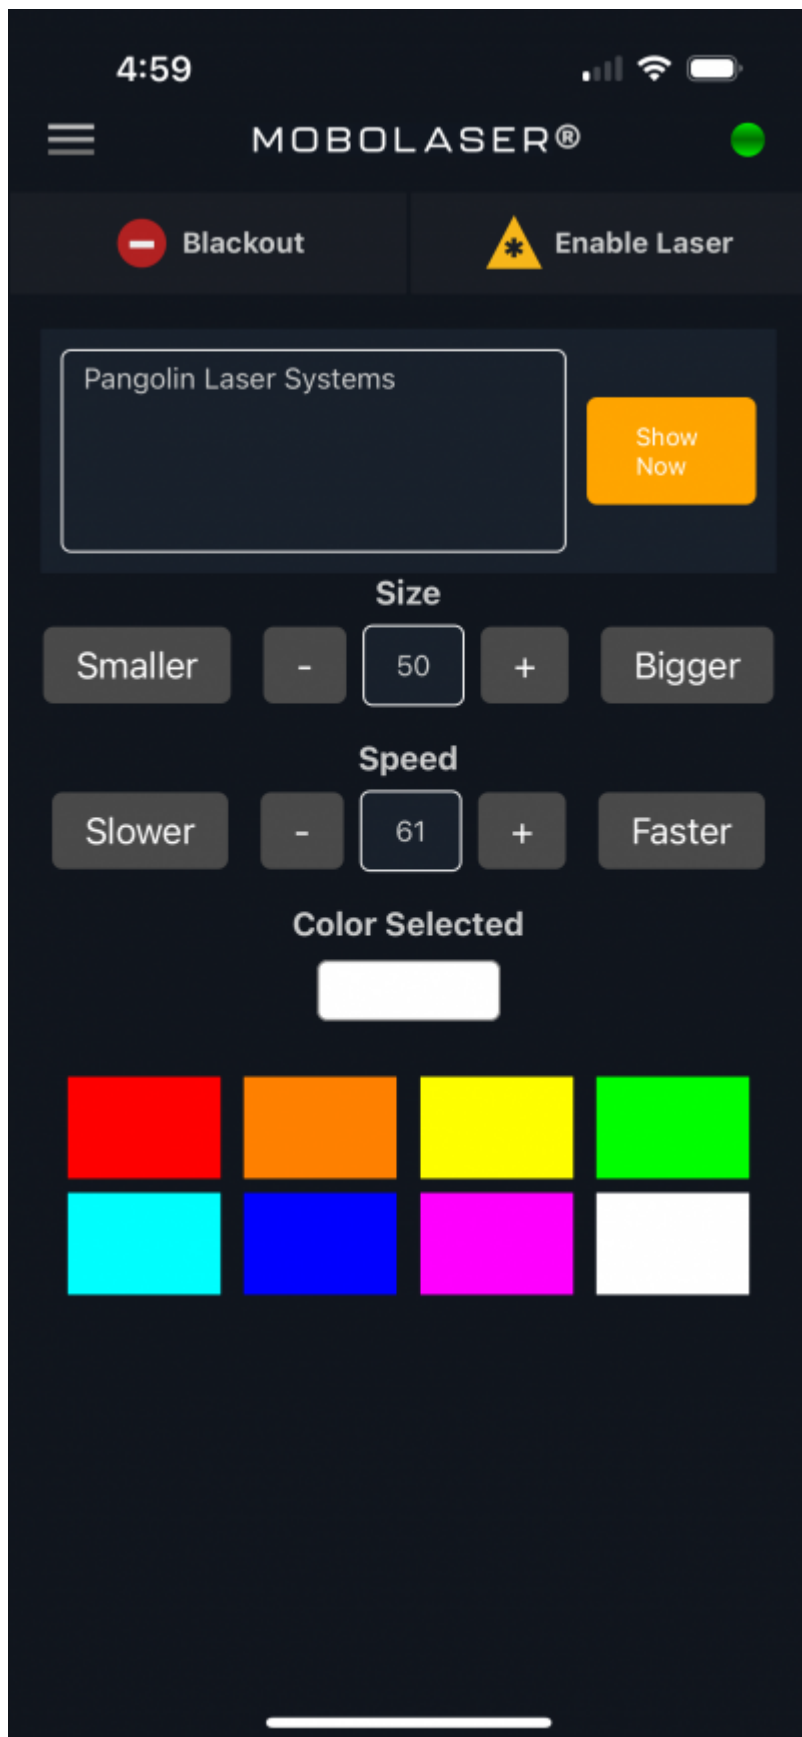 4:59
MOBOLASER®
Blackout
Enable Laser
Pangolin Laser Systems
Show
Now
Size
Smaller
-
50
+
Bigger
Speed
Slower
-
61
+
Faster
Color Selected